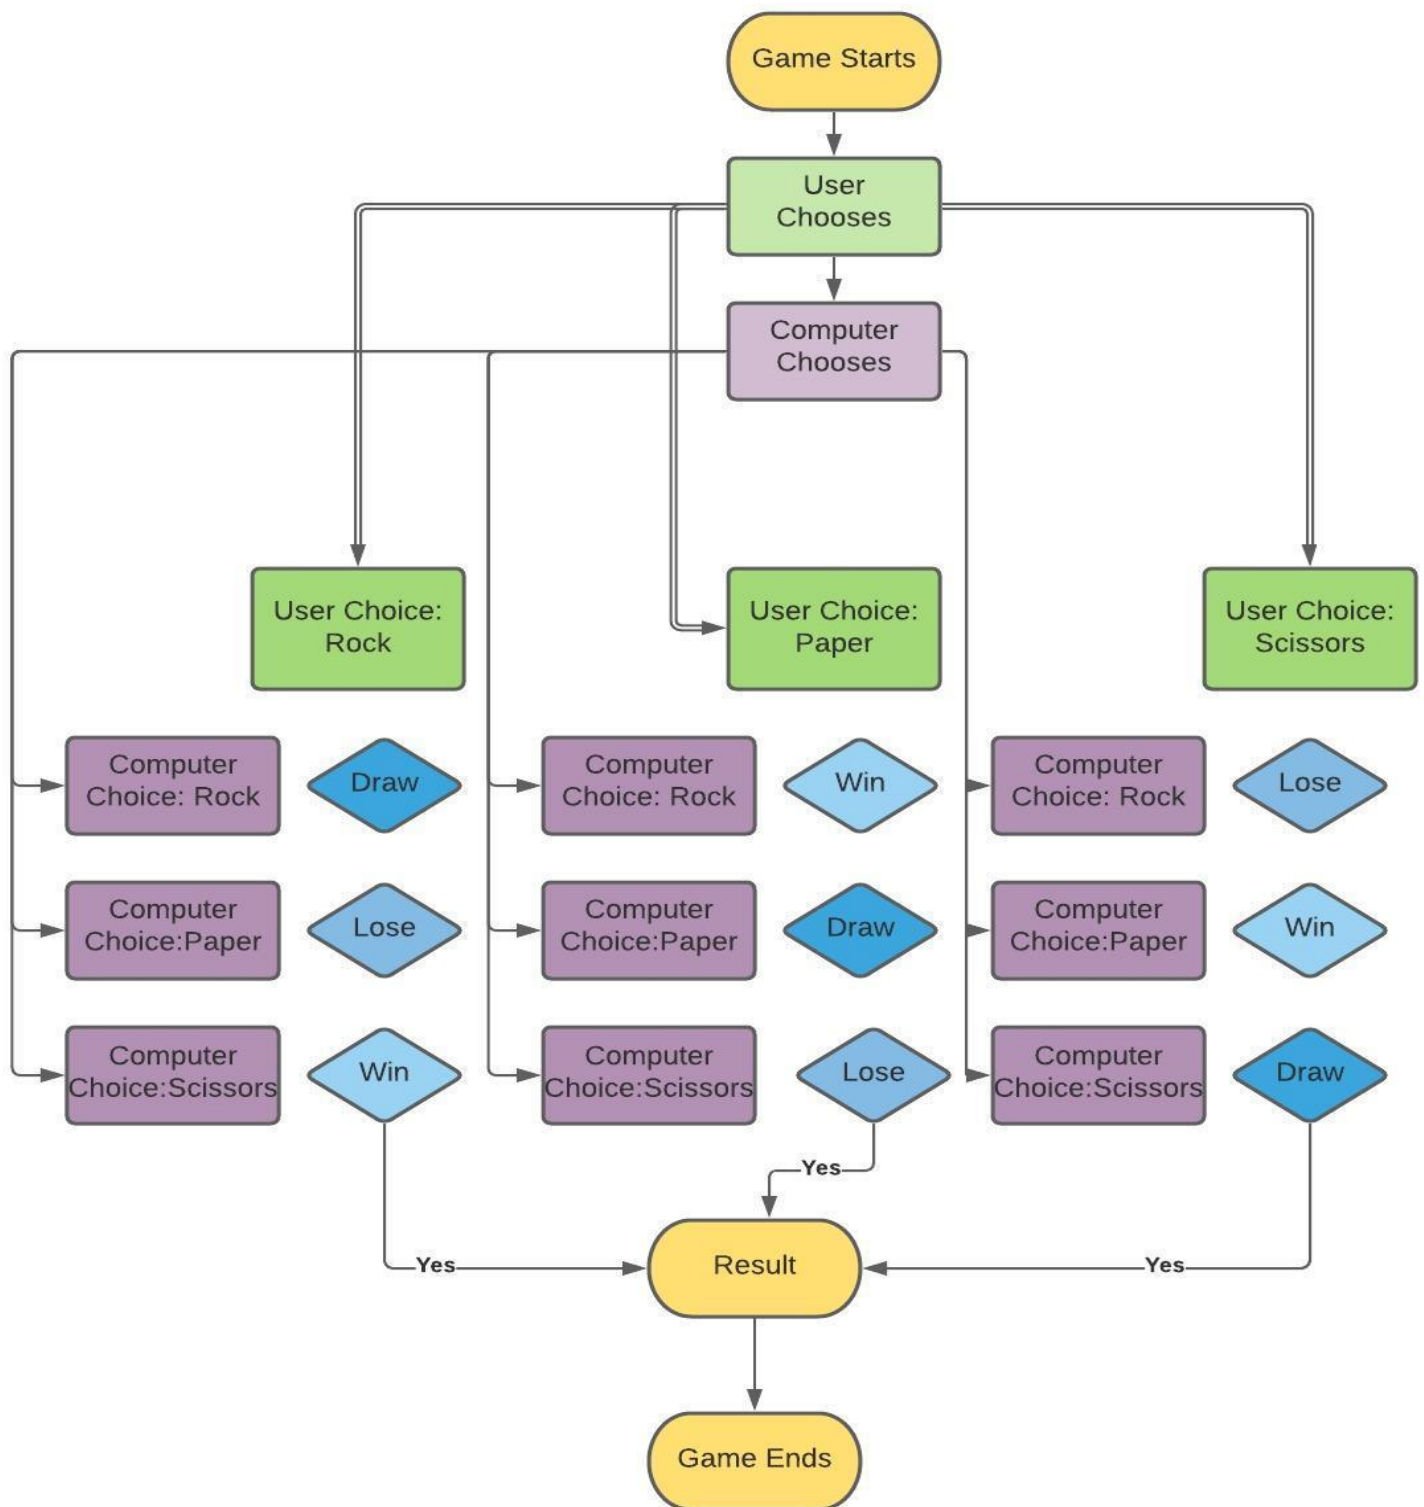 Game Starts
User
Chooses
Computer
Chooses
User Choice:
Rock
User Choice:
Paper
User Choice:
Scissors
Computer
Choice: Rock
Draw
Computer
Choice: Rock
Win
Computer
Choice: Rock
Lose
Computer
Choice:Paper
Lose
Computer
Choice:Paper
Draw
Computer
Choice:Paper
Win
Computer
Choice:Scissors
Win
Computer
Choice:Scissors
Lose
Computer
Choice:Scissors
Draw
Yes
Yes
Result
Yes
Game Ends